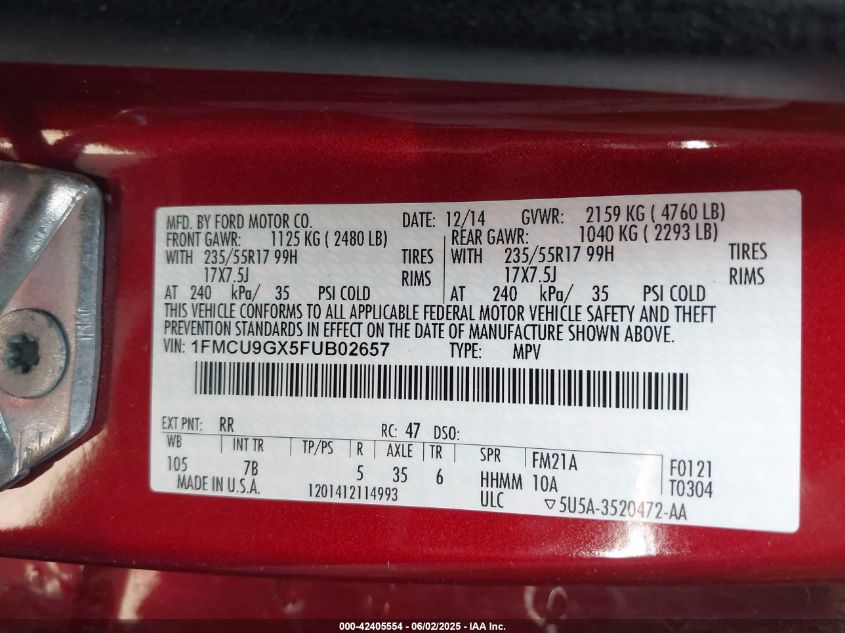 MFD. BY FORD MOTOR CO. DATE: 12/14 GVWR: 2159 KG ( 4760 LB)
FRONT GAWR: 1125 KG ( 2480 LB) REAR GAWR: 1040 KG ( 2293 LB)
WITH 235/55R17 99H TIRES WITH 235/55R17 99H TIRES
17X7.5J RIMS 17X7.5J RIMS
AT 240 kPa/ 35 PSI COLD AT 240 kPa/ 35 PSI COLD
THIS VEHICLE CONFORMS TO ALL APPLICABLE FEDERAL MOTOR VEHICLE SAFETY AND THEFT
PREVENTION STANDARDS IN EFFECT ON THE DATE OF MANUFACTURE SHOWN ABOVE.
VIN: 1FMCU9GX5FUB02657 TYPE: MPV
EXT PNT: RR RC: 47 DSO:
WB INT TR TP/PS R AXLE TR SPR FM21A F0121
105 7B 5 35 6 HHMM 10A T0304
MADE IN U.S.A. 1201412114993 ULC ▽5U5A-3520472-AA
000-42405554 - 06/02/2025 - IAA Inc.